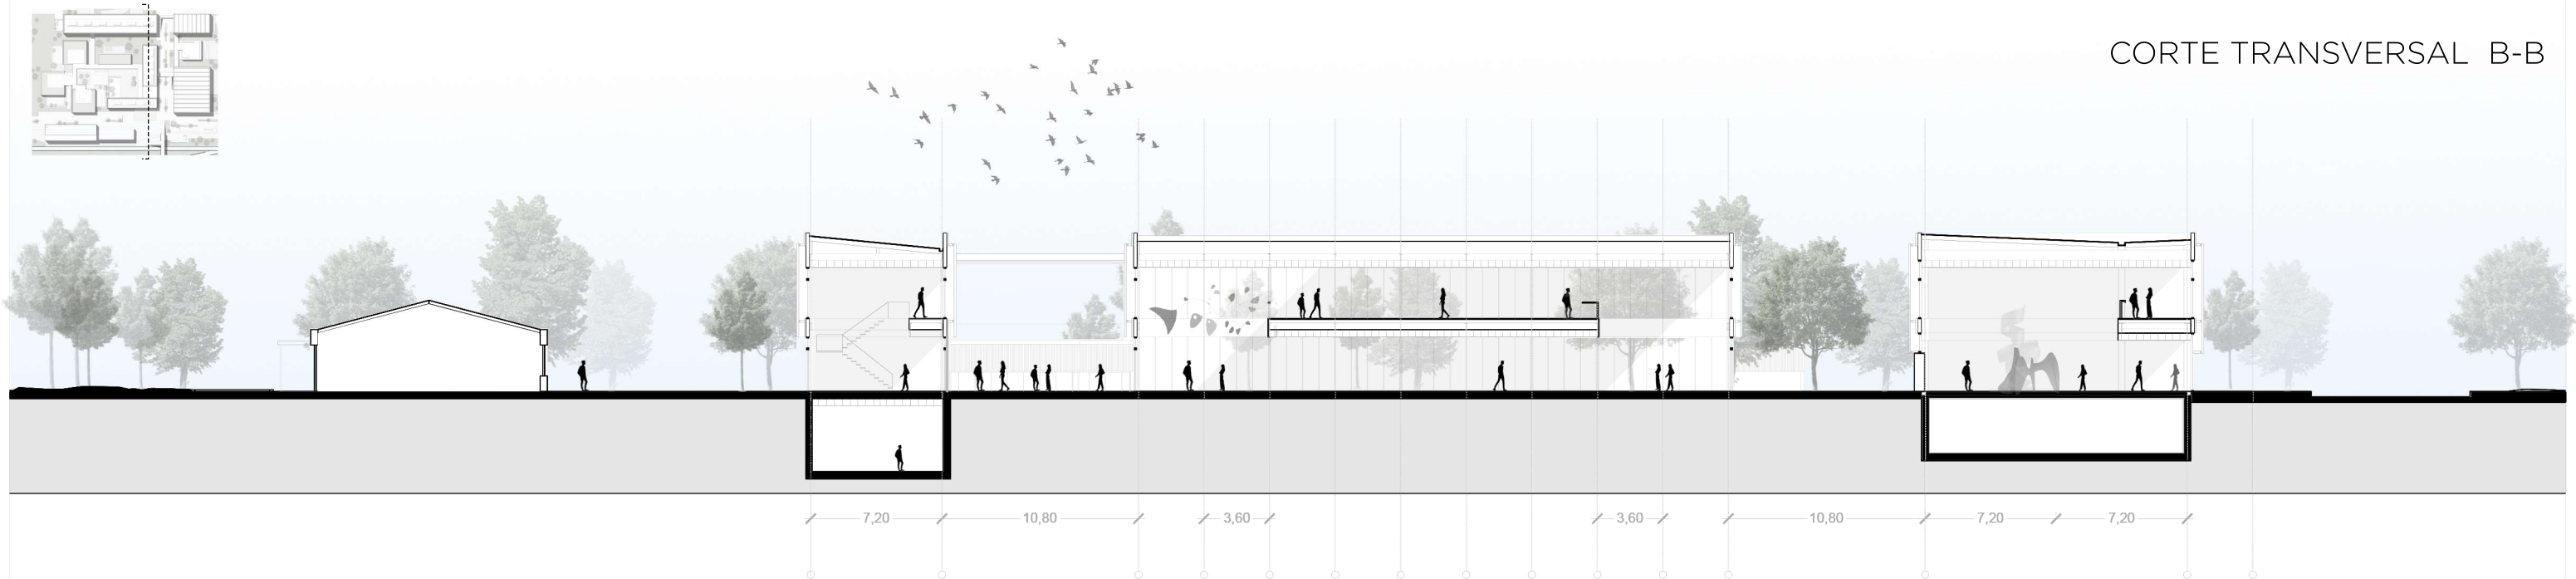 CORTE TRANSVERSAL B-B
7,20 10,80 3,60 3,60 10,80 7,20 7,20